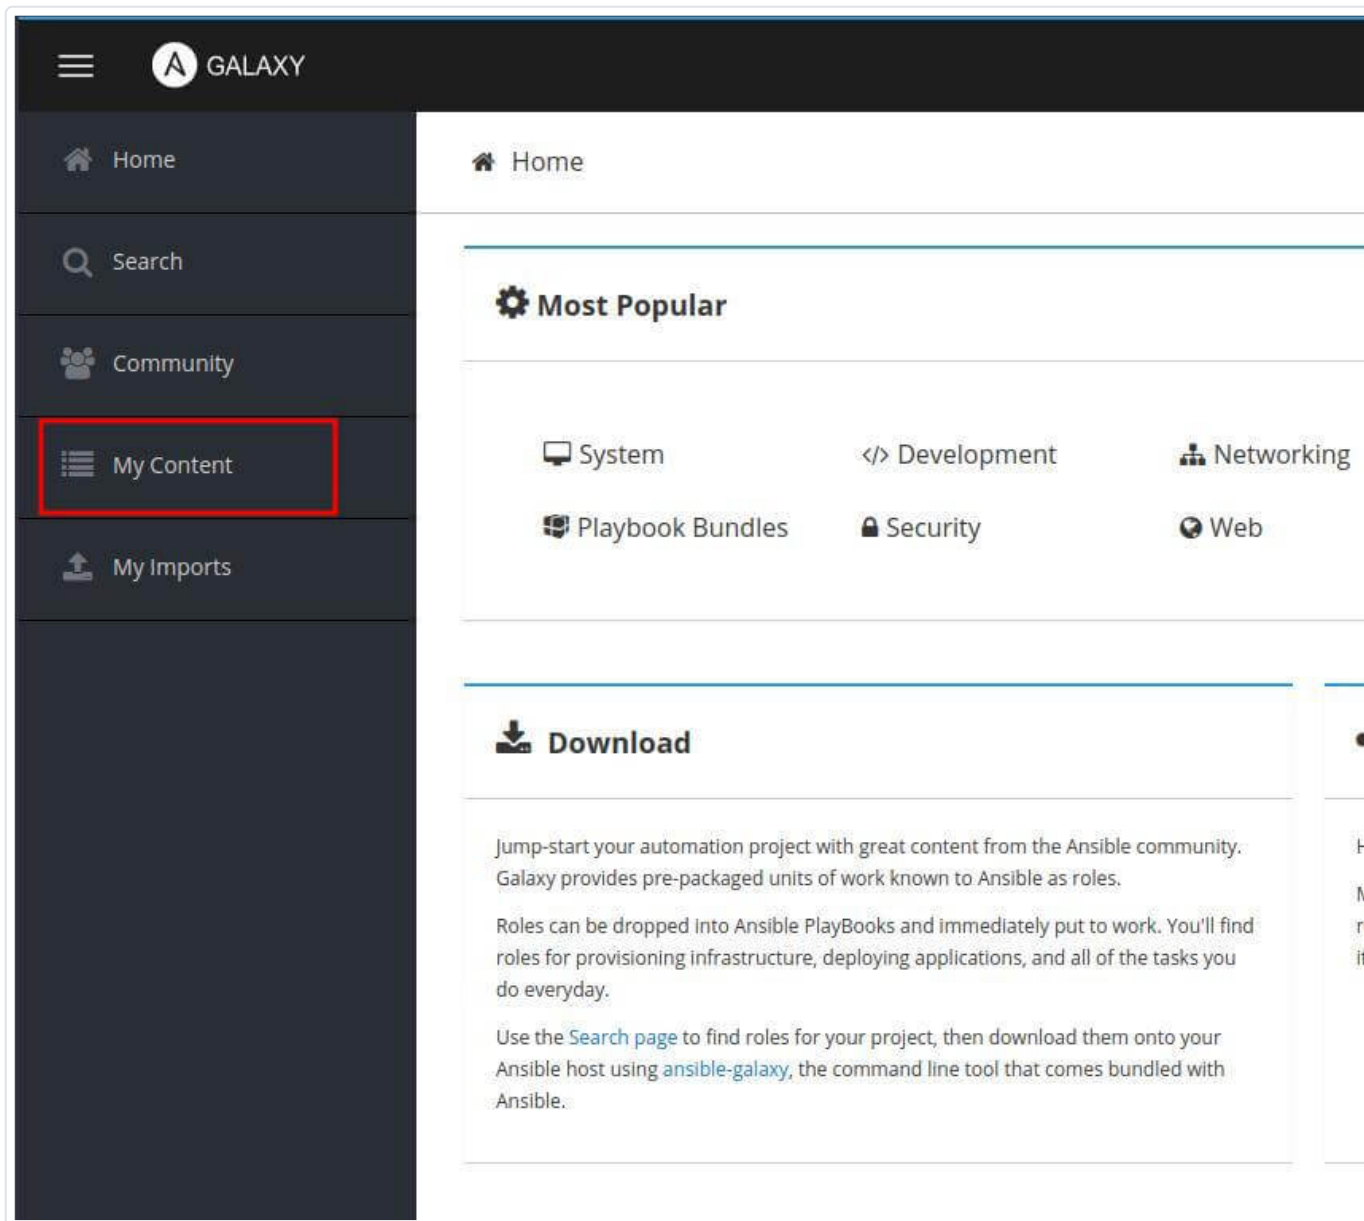 GALAXY
Home
Search
Community
My Content
My Imports
Home
Most Popular
System
Development
Networking
Playbook Bundles
Security
Web
Download
Jump-start your automation project with great content from the Ansible community.
Galaxy provides pre-packaged units of work known to Ansible as roles.
Roles can be dropped into Ansible PlayBooks and immediately put to work. You'll find
roles for provisioning infrastructure, deploying applications, and all of the tasks you
do everyday.
Use the Search page to find roles for your project, then download them onto your
Ansible host using ansible-galaxy, the command line tool that comes bundled with
Ansible.